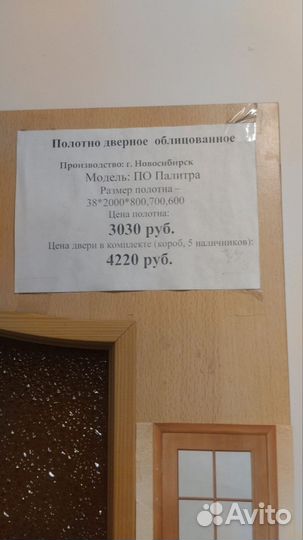 Полотно дверное облицованное
Производство: г. Новосибирск
Модель: ПО Палитра
Размер полотна –
38*2000*800,700,600
Цена полотна:
3030 руб.
Цена двери в комплекте (короб, 5 наличников):
4220 руб.
Avito